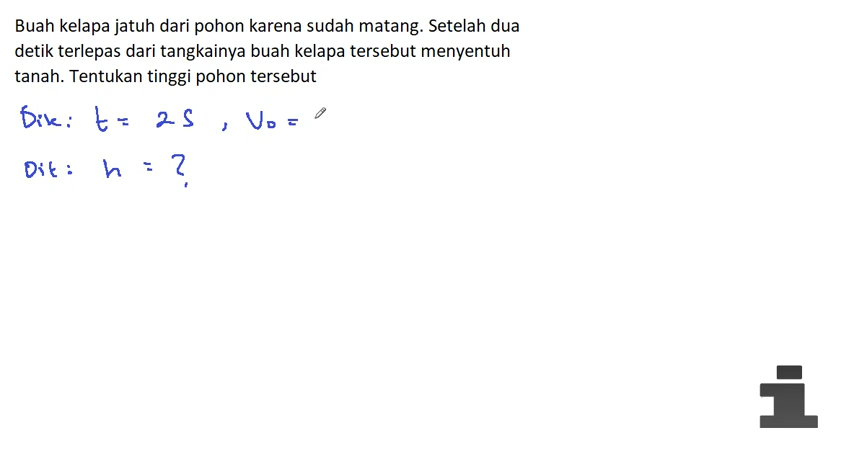 Buah kelapa jatuh dari pohon karena sudah matang. Setelah dua
detik terlepas dari tangkainya buah kelapa tersebut menyentuh
tanah. Tentukan tinggi pohon tersebut
Dik: t = 2 S , Vo =
Dit: h = ?